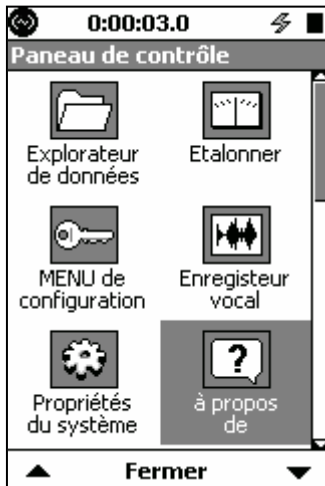 0:00:03.0
Paneau de contrôle
Explorateur
de données
Etalonner
MENU de
configuration
Enregisteur
vocal
Propriétés
du système
?
à propos
de
Fermer